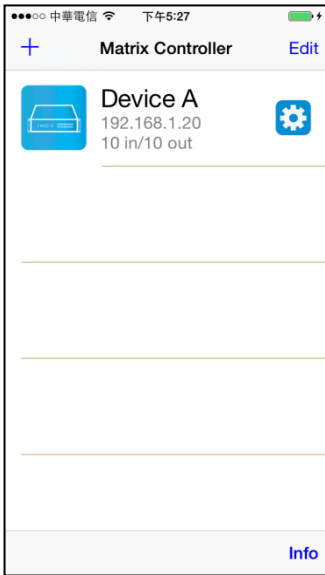 中華電信 下午5:27
+ Matrix Controller Edit
Device A
192.168.1.20
10 in/10 out
Info